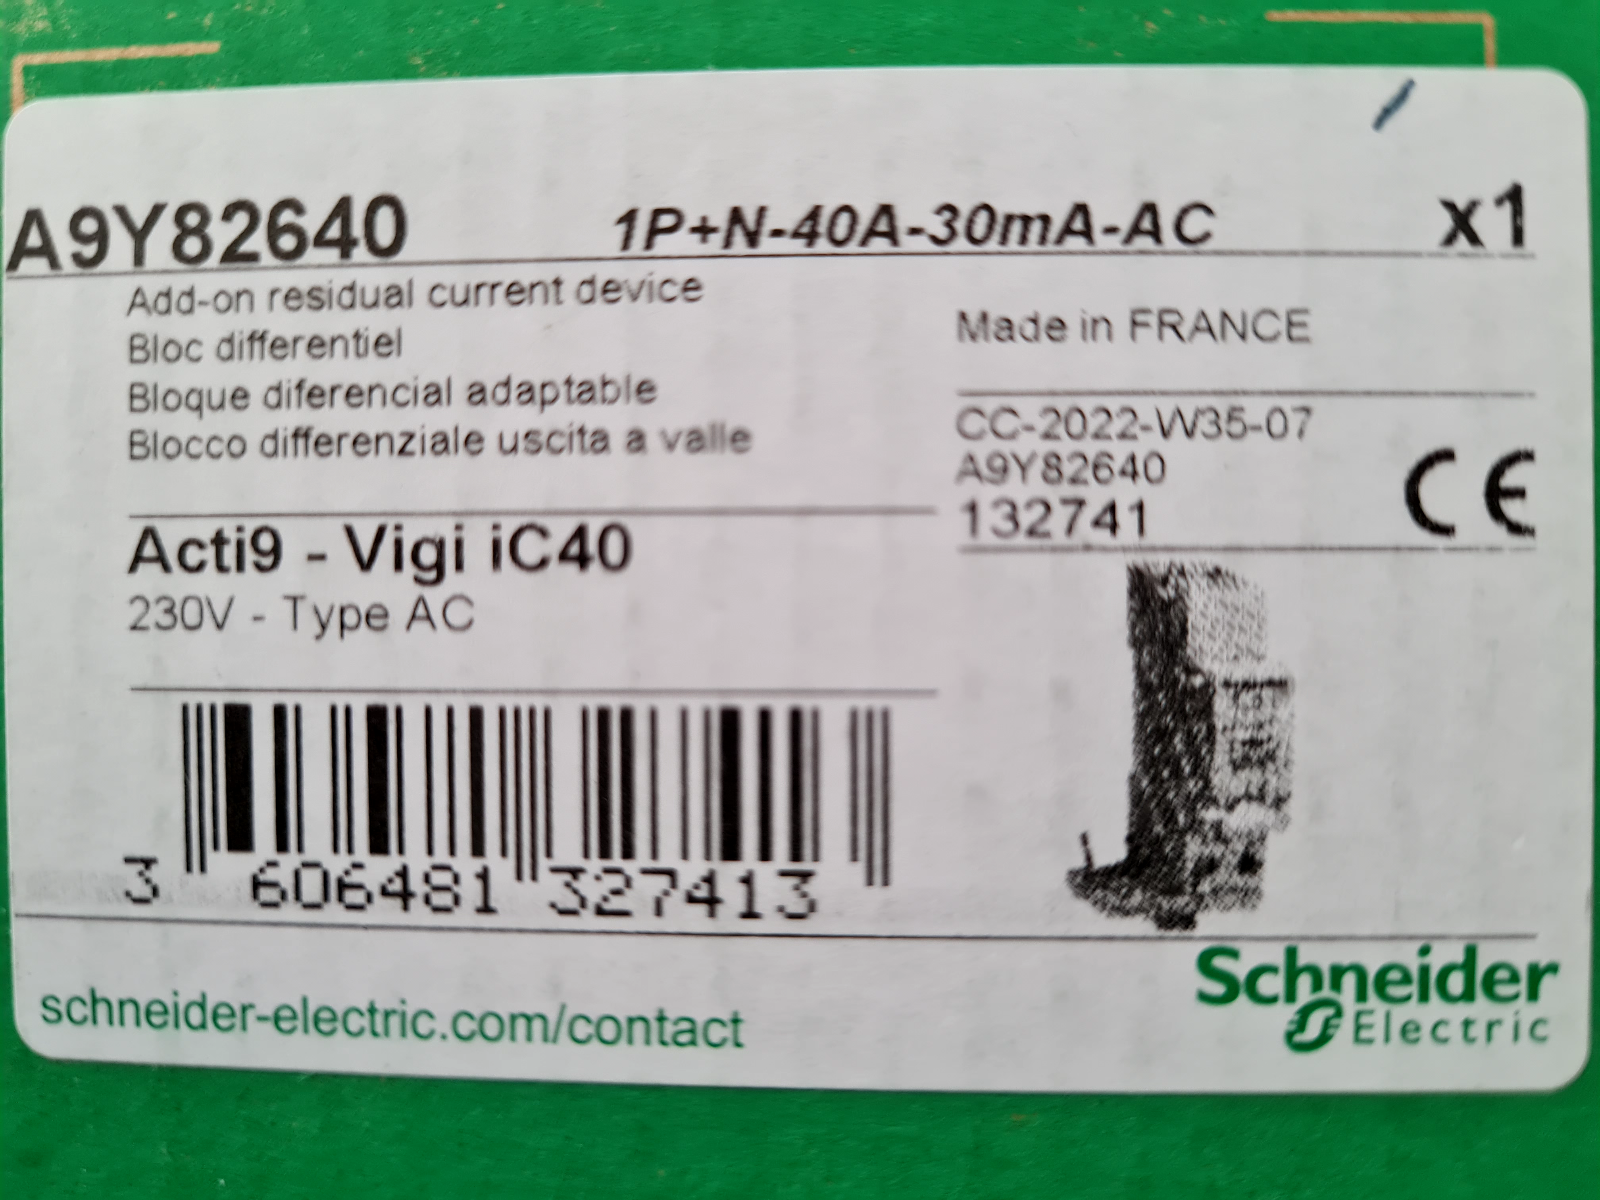 A9Y82640 1P+N-40A-30mA-AC x1
Add-on residual current device
Bloc differentiel
Bloque diferencial adaptable
Blocco differenziale uscita a valle
Made in FRANCE
CC-2022-W35-07
A9Y82640
132741
CE
Acti9 - Vigi iC40
230V - Type AC
3 606481 327413
schneider-electric.com/contact
Schneider
Electric